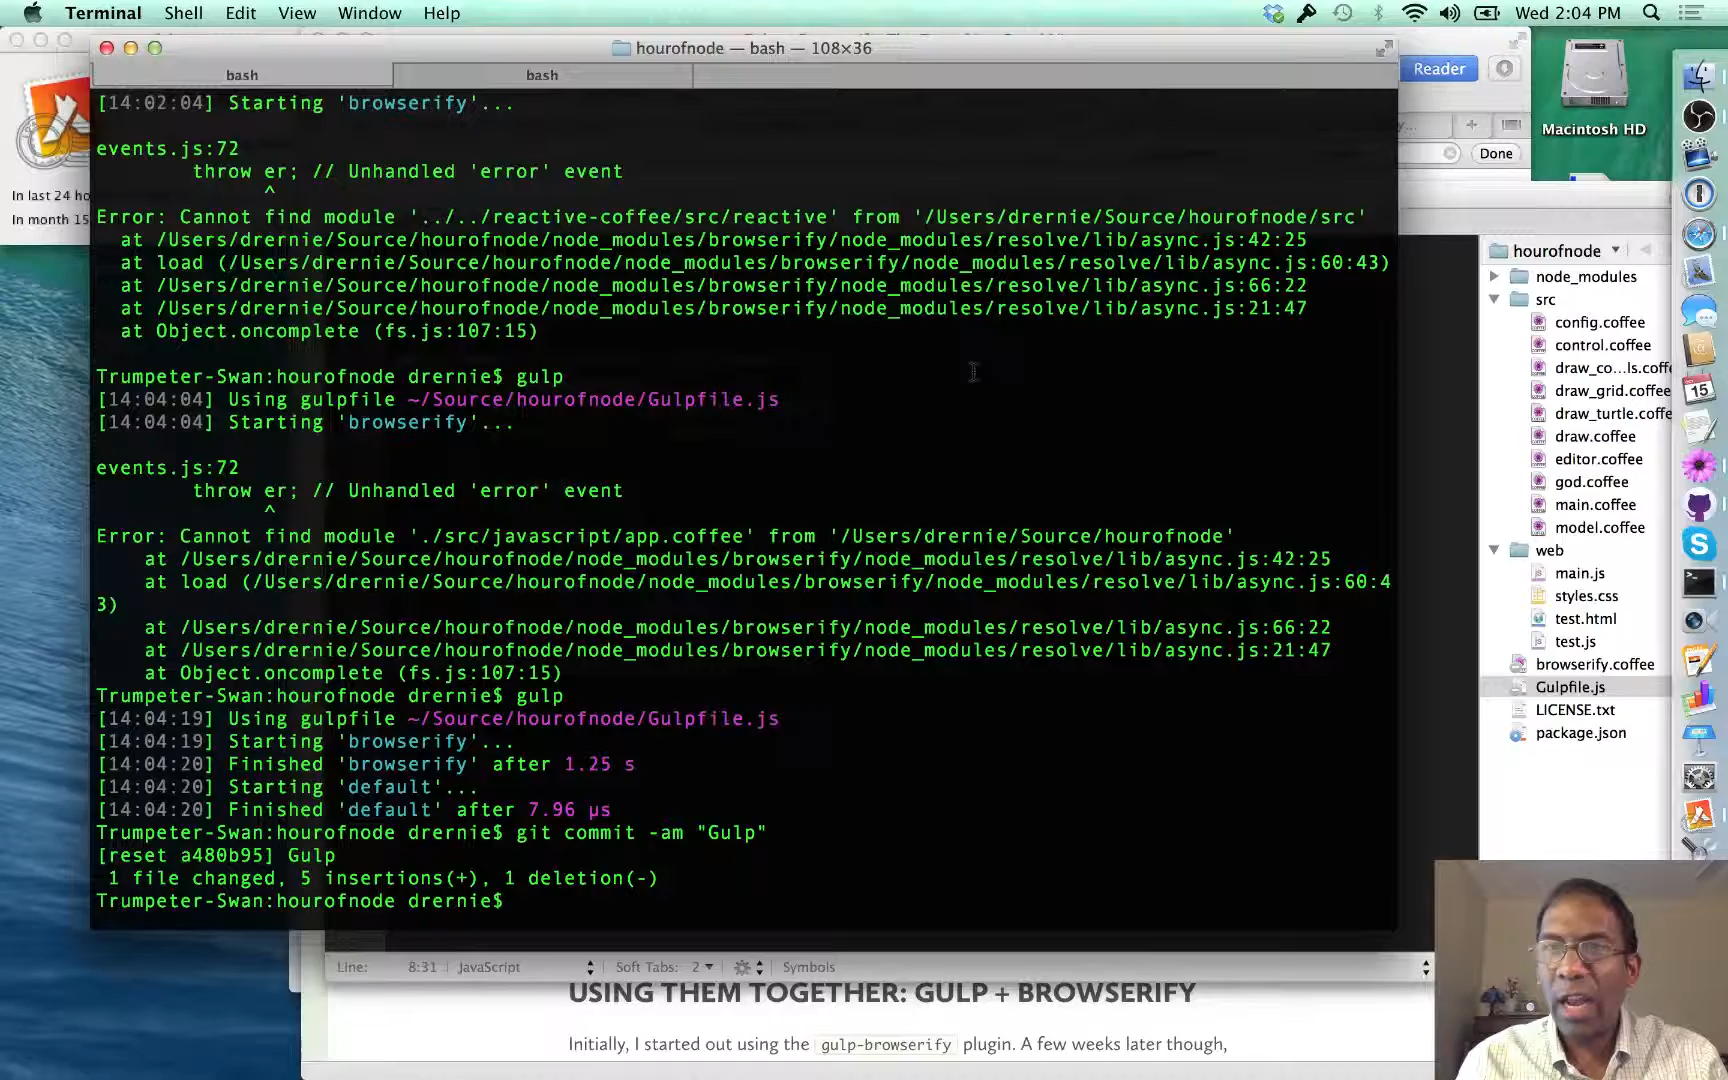 Terminal Shell Edit View Window Help
Wed 2:04 PM
hourofnode — bash — 108×36
bash
bash
[14:02:04] Starting 'browserify'...
events.js:72
throw er; // Unhandled 'error' event
^
Error: Cannot find module '../../reactive-coffee/src/reactive' from '/Users/drernie/Source/hourofnode/src'
at /Users/drernie/Source/hourofnode/node_modules/browserify/node_modules/resolve/lib/async.js:42:25
at load (/Users/drernie/Source/hourofnode/node_modules/browserify/node_modules/resolve/lib/async.js:60:43)
at /Users/drernie/Source/hourofnode/node_modules/browserify/node_modules/resolve/lib/async.js:66:22
at /Users/drernie/Source/hourofnode/node_modules/browserify/node_modules/resolve/lib/async.js:21:47
at Object.oncomplete (fs.js:107:15)
Trumpeter-Swan:hourofnode drernie$ gulp
[14:04:04] Using gulpfile ~/Source/hourofnode/Gulpfile.js
[14:04:04] Starting 'browserify'...
events.js:72
throw er; // Unhandled 'error' event
^
Error: Cannot find module './src/javascript/app.coffee' from '/Users/drernie/Source/hourofnode'
at /Users/drernie/Source/hourofnode/node_modules/browserify/node_modules/resolve/lib/async.js:42:25
at load (/Users/drernie/Source/hourofnode/node_modules/browserify/node_modules/resolve/lib/async.js:60:4
3)
at /Users/drernie/Source/hourofnode/node_modules/browserify/node_modules/resolve/lib/async.js:66:22
at /Users/drernie/Source/hourofnode/node_modules/browserify/node_modules/resolve/lib/async.js:21:47
at Object.oncomplete (fs.js:107:15)
Trumpeter-Swan:hourofnode drernie$ gulp
[14:04:19] Using gulpfile ~/Source/hourofnode/Gulpfile.js
[14:04:19] Starting 'browserify'...
[14:04:20] Finished 'browserify' after 1.25 s
[14:04:20] Starting 'default'...
[14:04:20] Finished 'default' after 7.96 μs
Trumpeter-Swan:hourofnode drernie$ git commit -am "Gulp"
[reset a480b95] Gulp
1 file changed, 5 insertions(+), 1 deletion(-)
Trumpeter-Swan:hourofnode drernie$
In last 24 ho
In month 15
Reader
Done
Macintosh HD
hourofnode
node_modules
src
config.coffee
control.coffee
draw_co...ls.coffe
draw_grid.coffee
draw_turtle.coffe
draw.coffee
editor.coffee
god.coffee
main.coffee
model.coffee
web
main.js
styles.css
test.html
test.js
browserify.coffee
Gulpfile.js
LICENSE.txt
package.json
OCT
15
Line: 8:31 JavaScript Soft Tabs: 2 Symbols
USING THEM TOGETHER: GULP + BROWSERIFY
Initially, I started out using the gulp-browserify plugin. A few weeks later though,